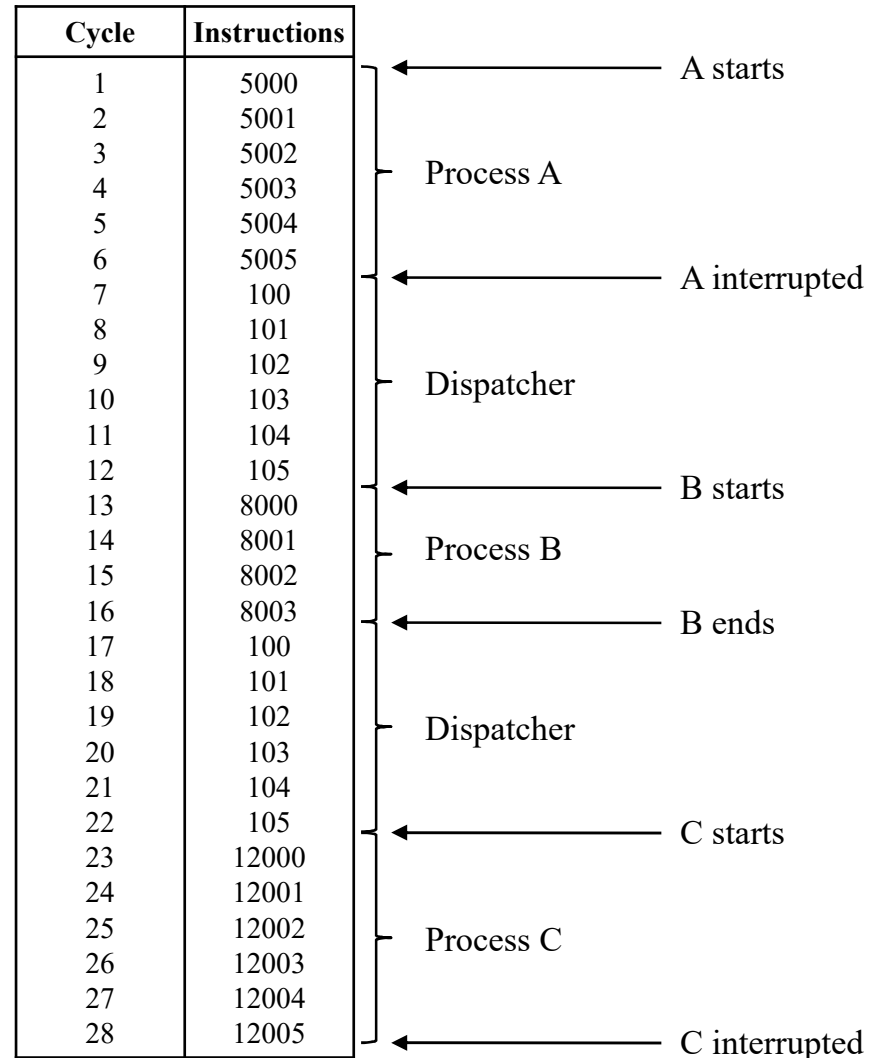 Cycle Instructions
A starts
1 5000
2 5001
3 5002
Process A
4 5003
5 5004
6 5005
A interrupted
7 100
8 101
9 102
Dispatcher
10 103
11 104
12 105
B starts
13 8000
14 8001
Process B
15 8002
16 8003
B ends
17 100
18 101
19 102
Dispatcher
20 103
21 104
22 105
C starts
23 12000
24 12001
25 12002
Process C
26 12003
27 12004
28 12005
C interrupted